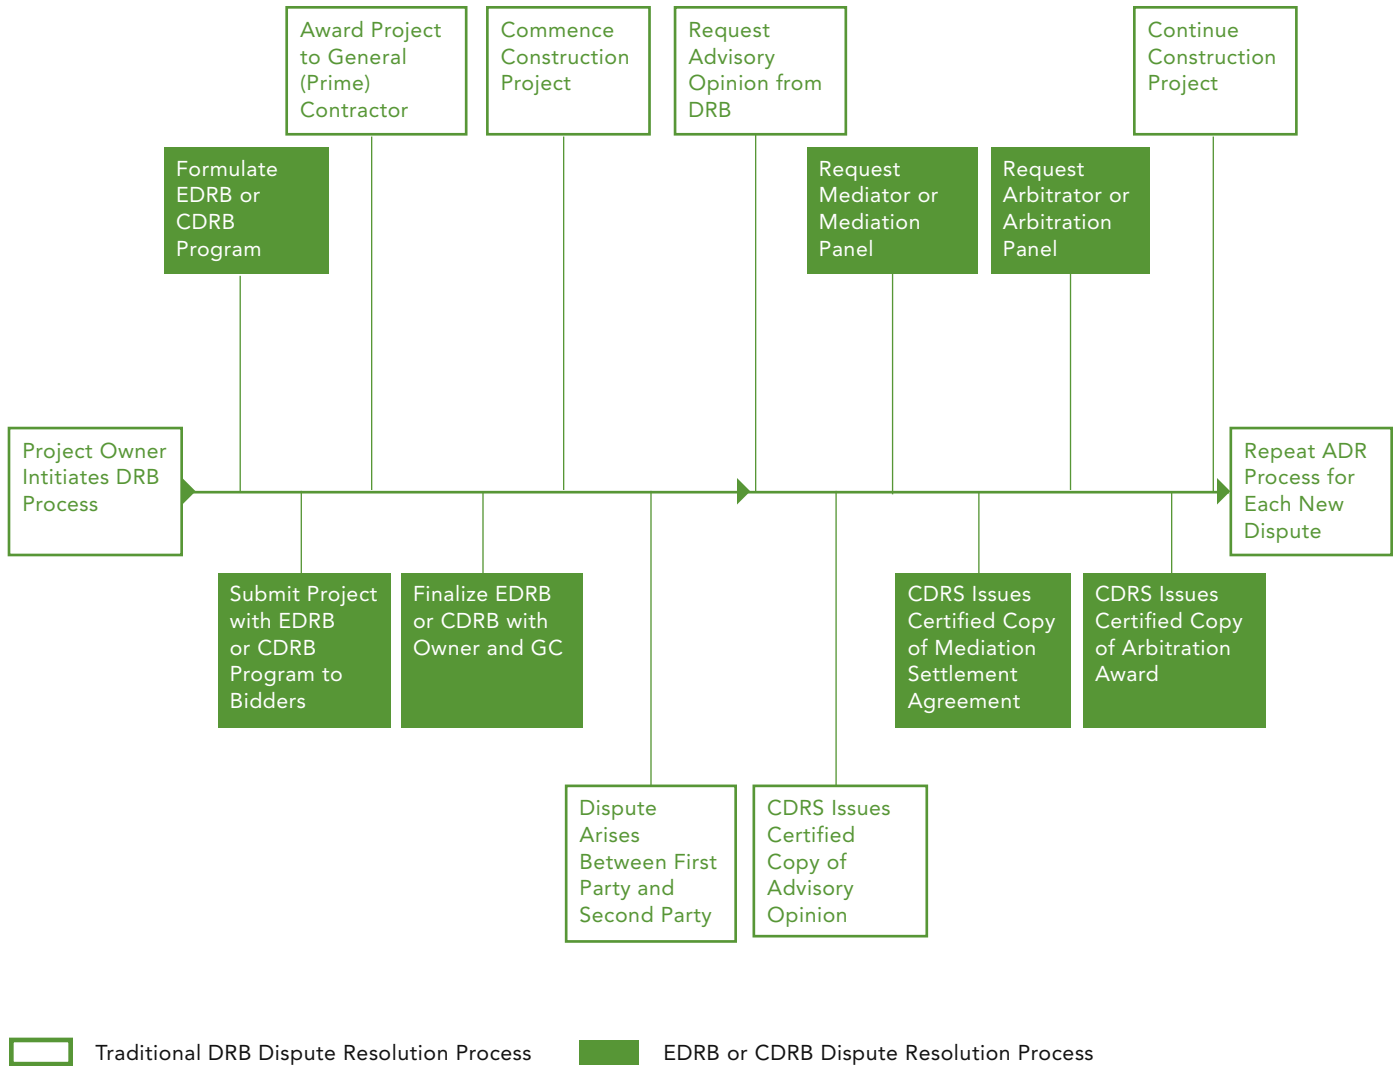 Award Project
to General
(Prime)
Contractor
Commence
Construction
Project
Request
Advisory
Opinion from
DRB
Continue
Construction
Project
Formulate
EDRB or
CDRB
Program
Request
Mediator or
Mediation
Panel
Request
Arbitrator or
Arbitration
Panel
Project Owner
Intitiates DRB
Process
Repeat ADR
Process for
Each New
Dispute
Submit Project
with EDRB
or CDRB
Program to
Bidders
Finalize EDRB
or CDRB with
Owner and GC
CDRS Issues
Certified Copy
of Mediation
Settlement
Agreement
CDRS Issues
Certified Copy
of Arbitration
Award
Dispute
Arises
Between First
Party and
Second Party
CDRS Issues
Certified
Copy of
Advisory
Opinion
Traditional DRB Dispute Resolution Process
EDRB or CDRB Dispute Resolution Process